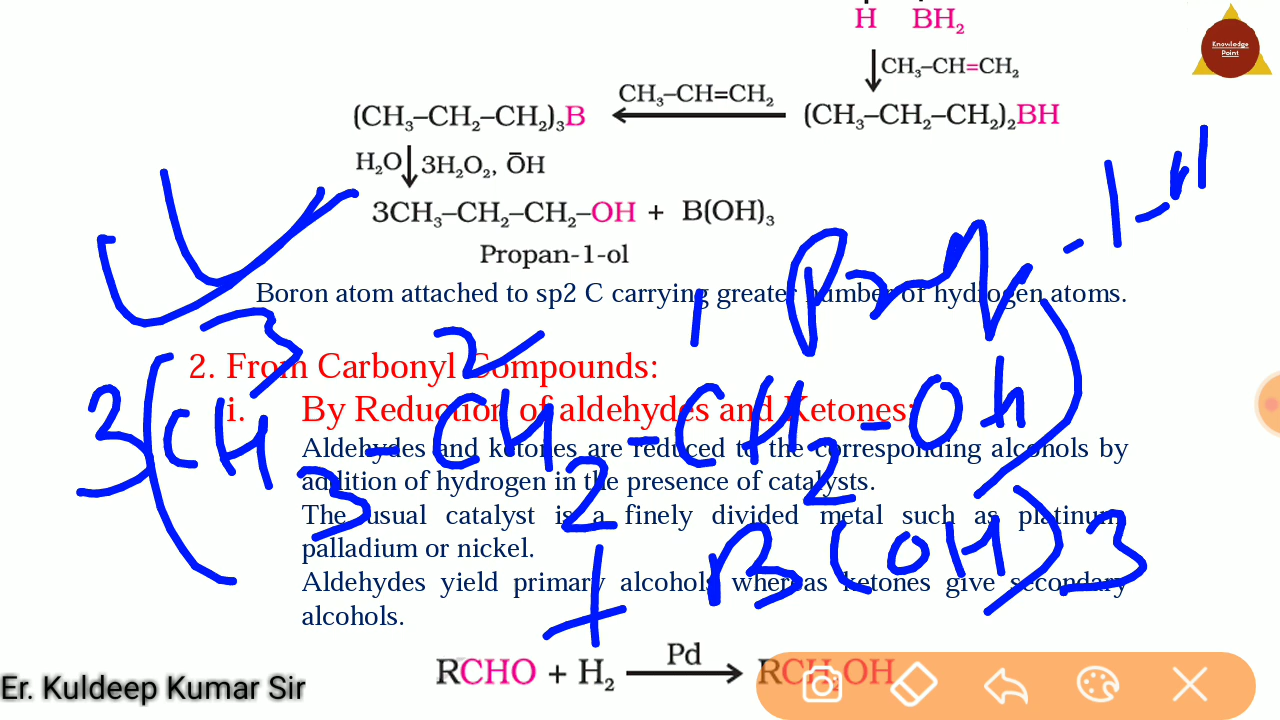 H BH₂
CH₃–CH=CH₂
Knowledge
Point
(CH₃–CH₂–CH₂)₃B CH₃–CH=CH₂ (CH₃–CH₂–CH₂)₂BH
H₂O 3H₂O₂, ŌH
3CH₃–CH₂–CH₂–OH + B(OH)₃
Propan-1-ol
Boron atom attached to sp2 C carrying greater number of hydrogen atoms.
3 2 1
2. From Carbonyl Compounds:
i. By Reduction of aldehydes and Ketones:
3(CH₃–CH₂–CH₂–OH)
Aldehydes and ketones are reduced to the corresponding alcohols by
addition of hydrogen in the presence of catalysts.
The usual catalyst is a finely divided metal such as platinum,
palladium or nickel.
+ B(OH)3
Aldehydes yield primary alcohols whereas ketones give secondary
alcohols.
RCHO + H₂ Pd RCH₂OH
Er. Kuldeep Kumar Sir